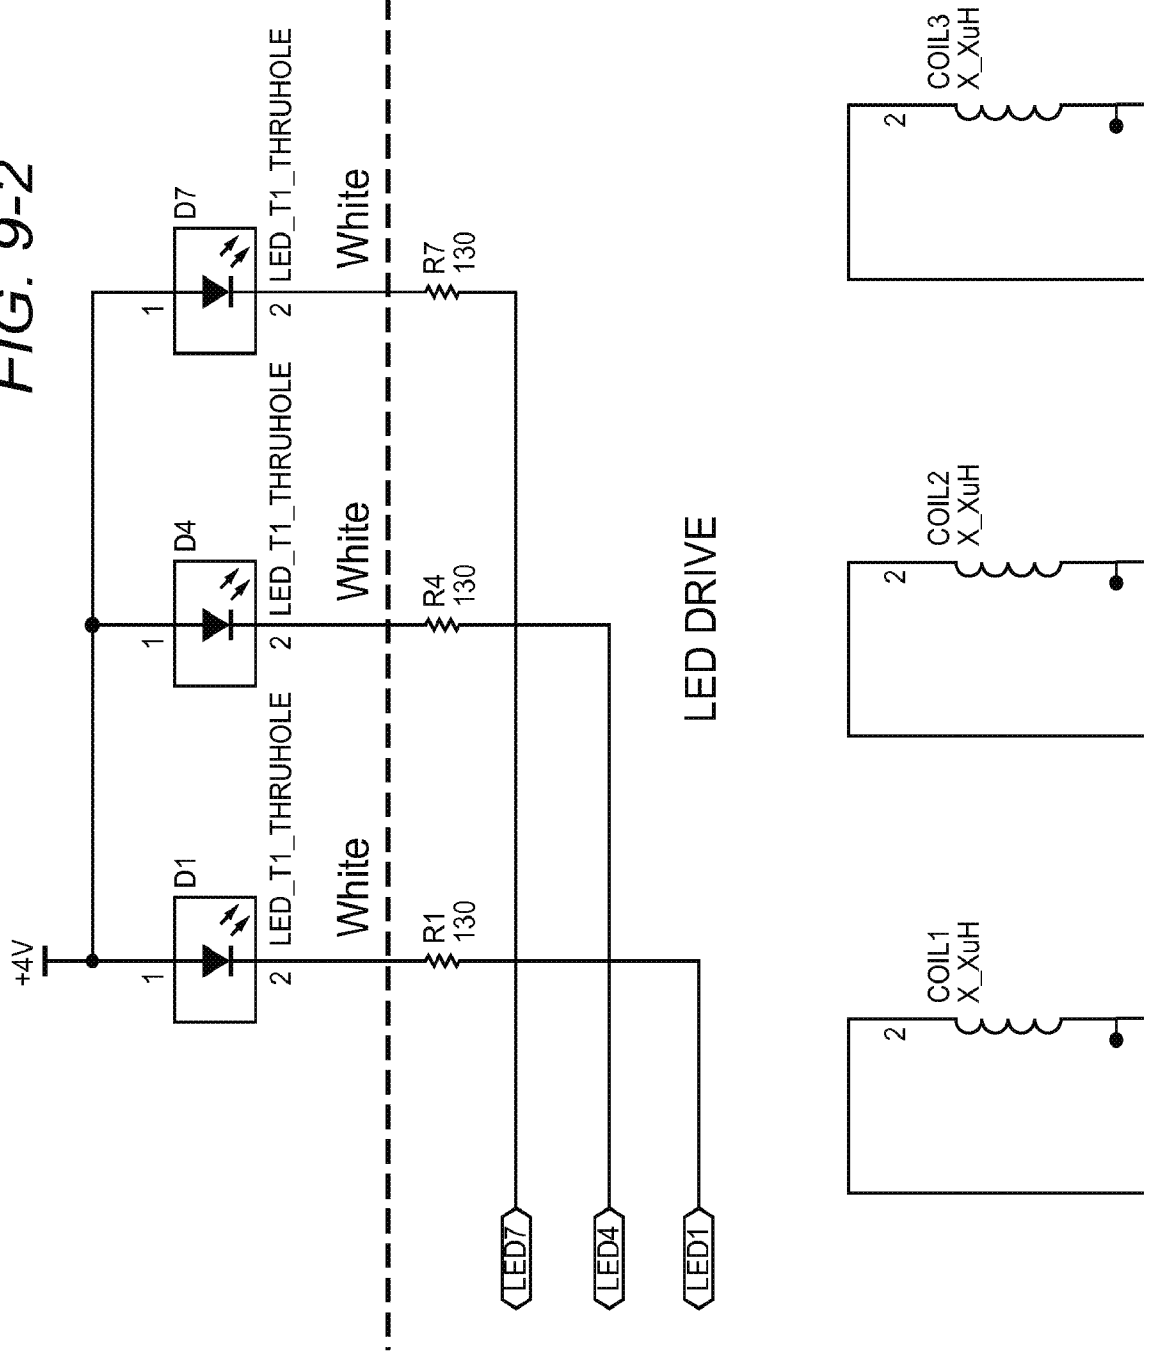 FIG. 9-2
+4V
1
D1
2
LED_T1_THRUHOLE
White
R1
130
1
D4
2
LED_T1_THRUHOLE
White
R4
130
1
D7
2
LED_T1_THRUHOLE
White
R7
130
LED7
LED4
LED1
LED DRIVE
2
COIL1
X_XuH
2
COIL2
X_XuH
2
COIL3
X_XuH